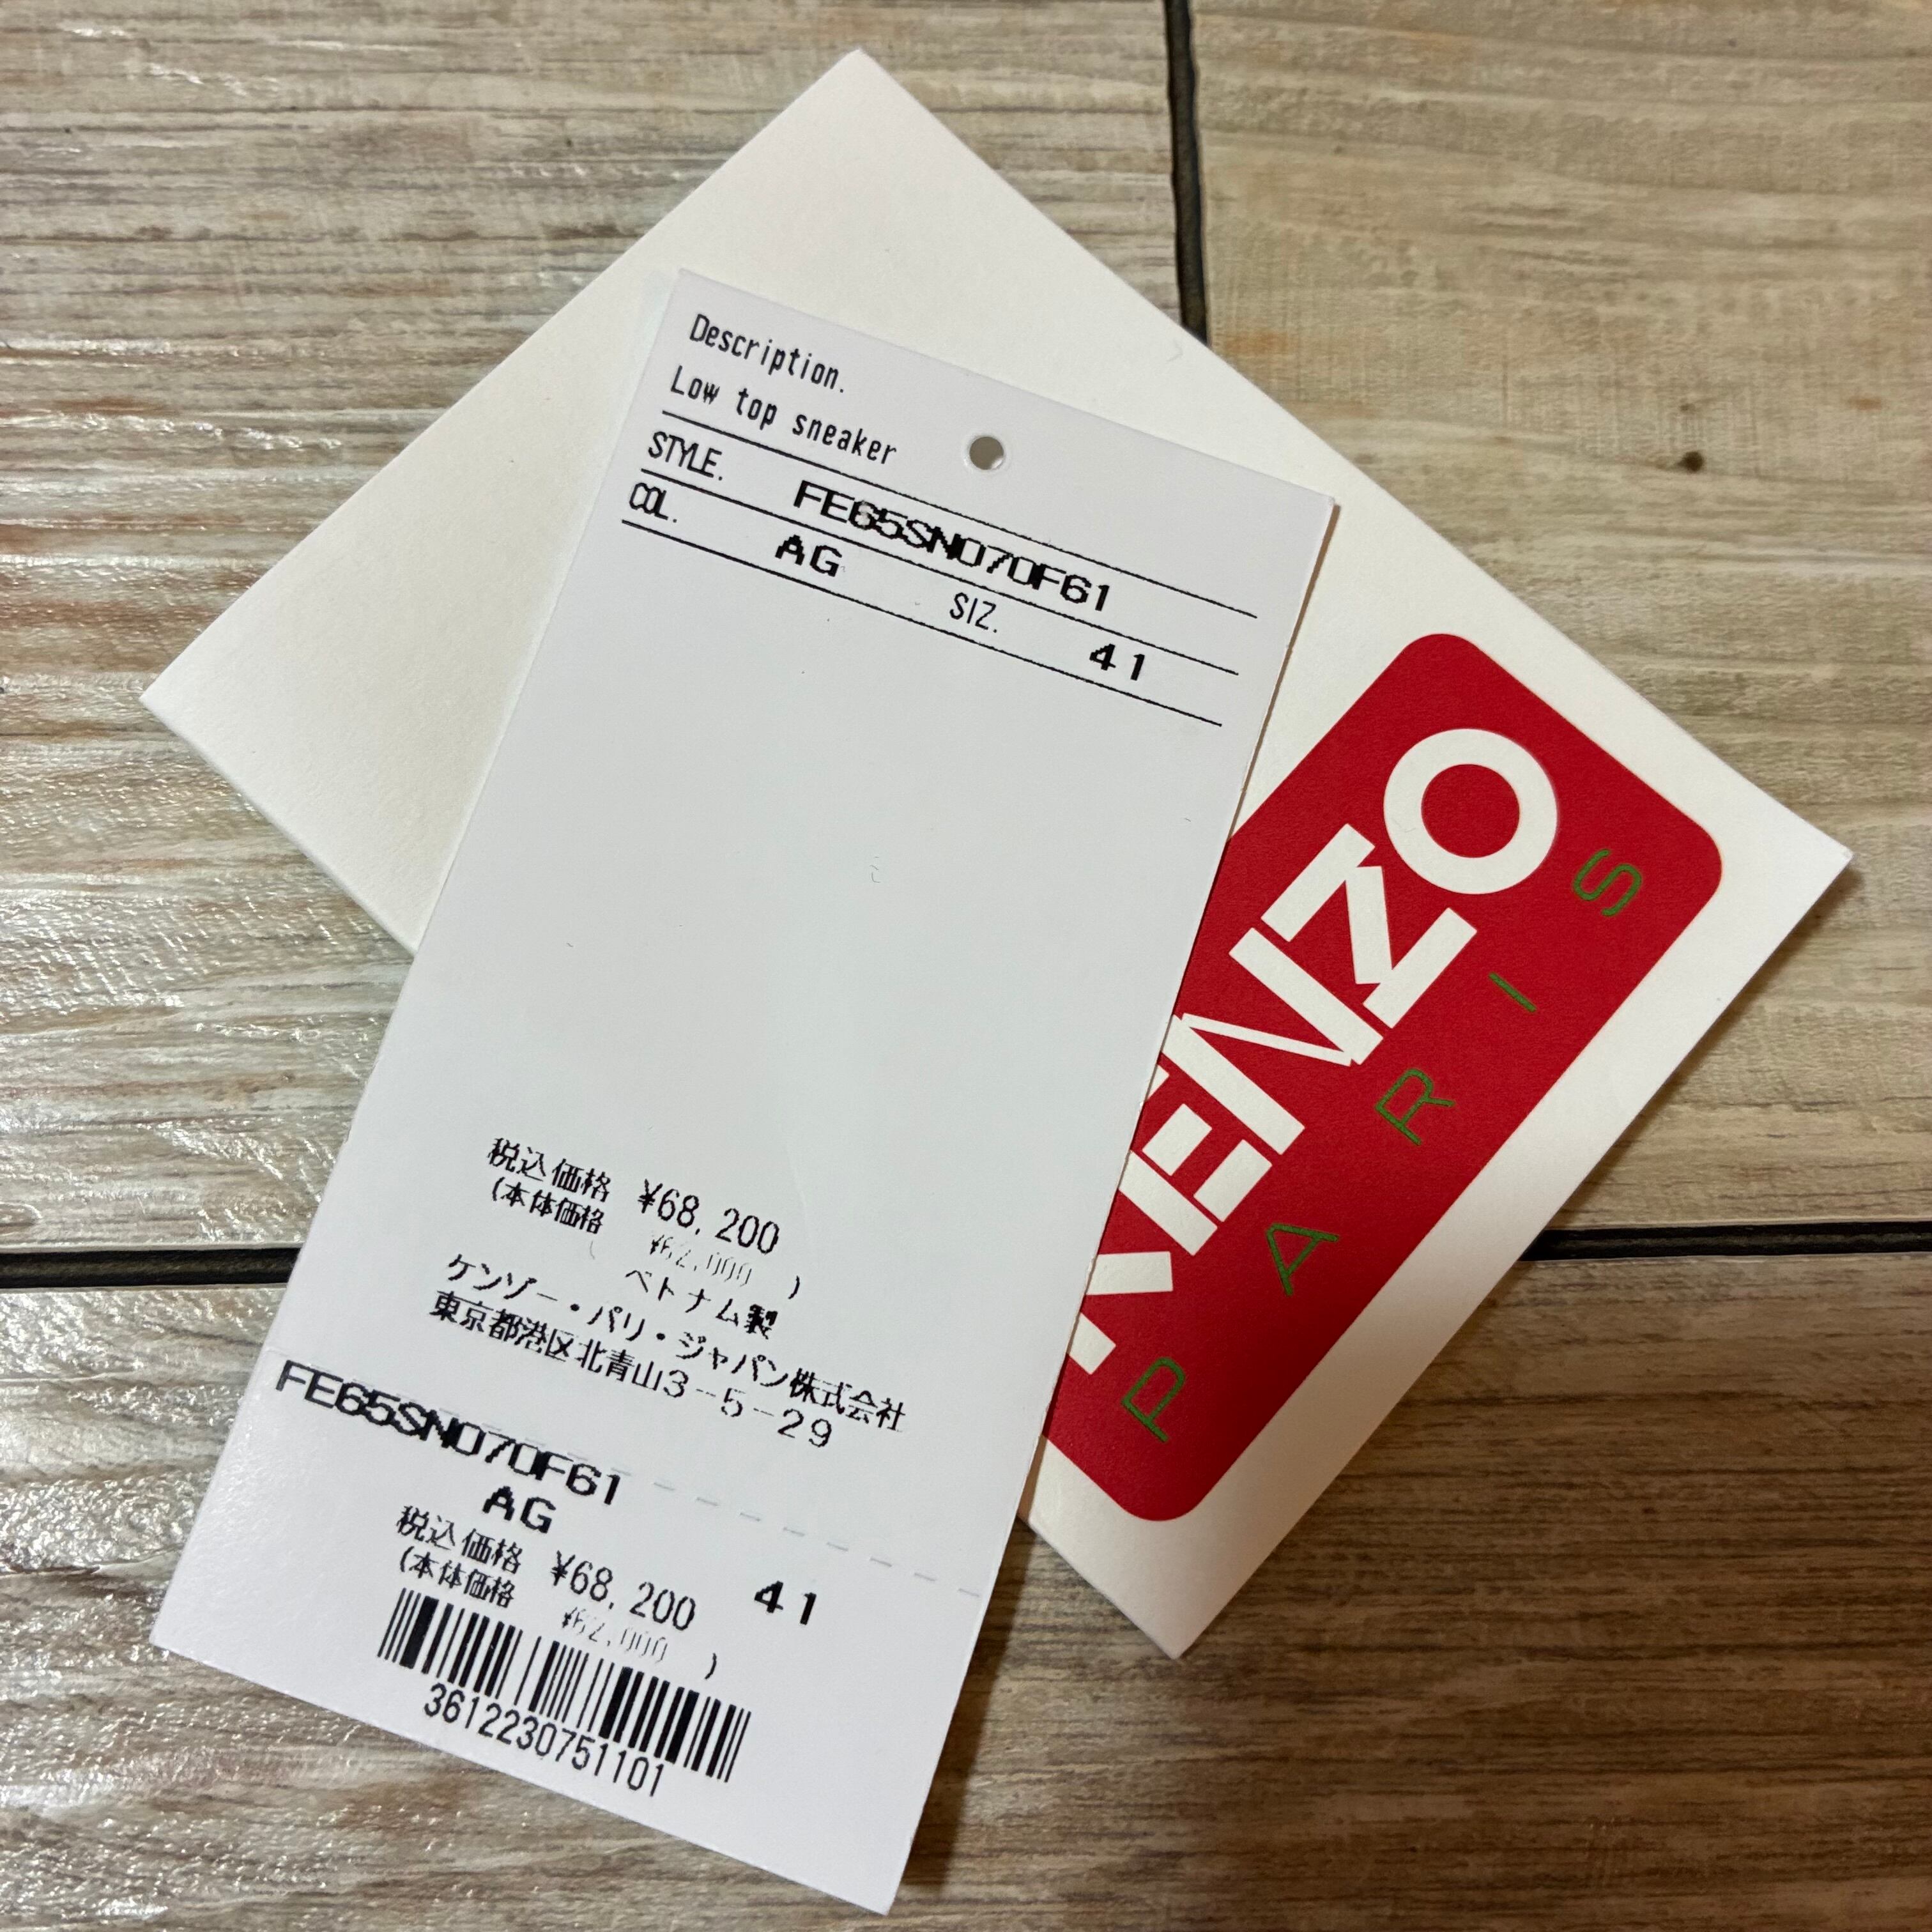 Description.
Low top sneaker
STYLE. FE65SN070F61
COL. AG SIZ. 41
税込価格 ¥68,200
(本体価格 ¥62,000 )
ベトナム製
ケンゾー・パリ・ジャパン株式会社
東京都港区北青山3-5-29
FE65SN070F61
AG 41
税込価格 ¥68,200
(本体価格 ¥62,000 )
3612230751101
KENZO
PARIS